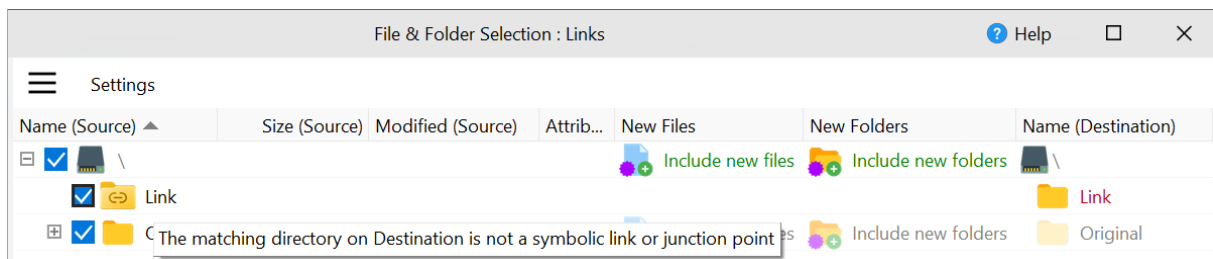 File & Folder Selection : Links ? Help
Settings
Name (Source) Size (Source) Modified (Source) Attrib... New Files New Folders Name (Destination)
\ Include new files Include new folders \
Link Link
The matching directory on Destination is not a symbolic link or junction point Include new folders Original